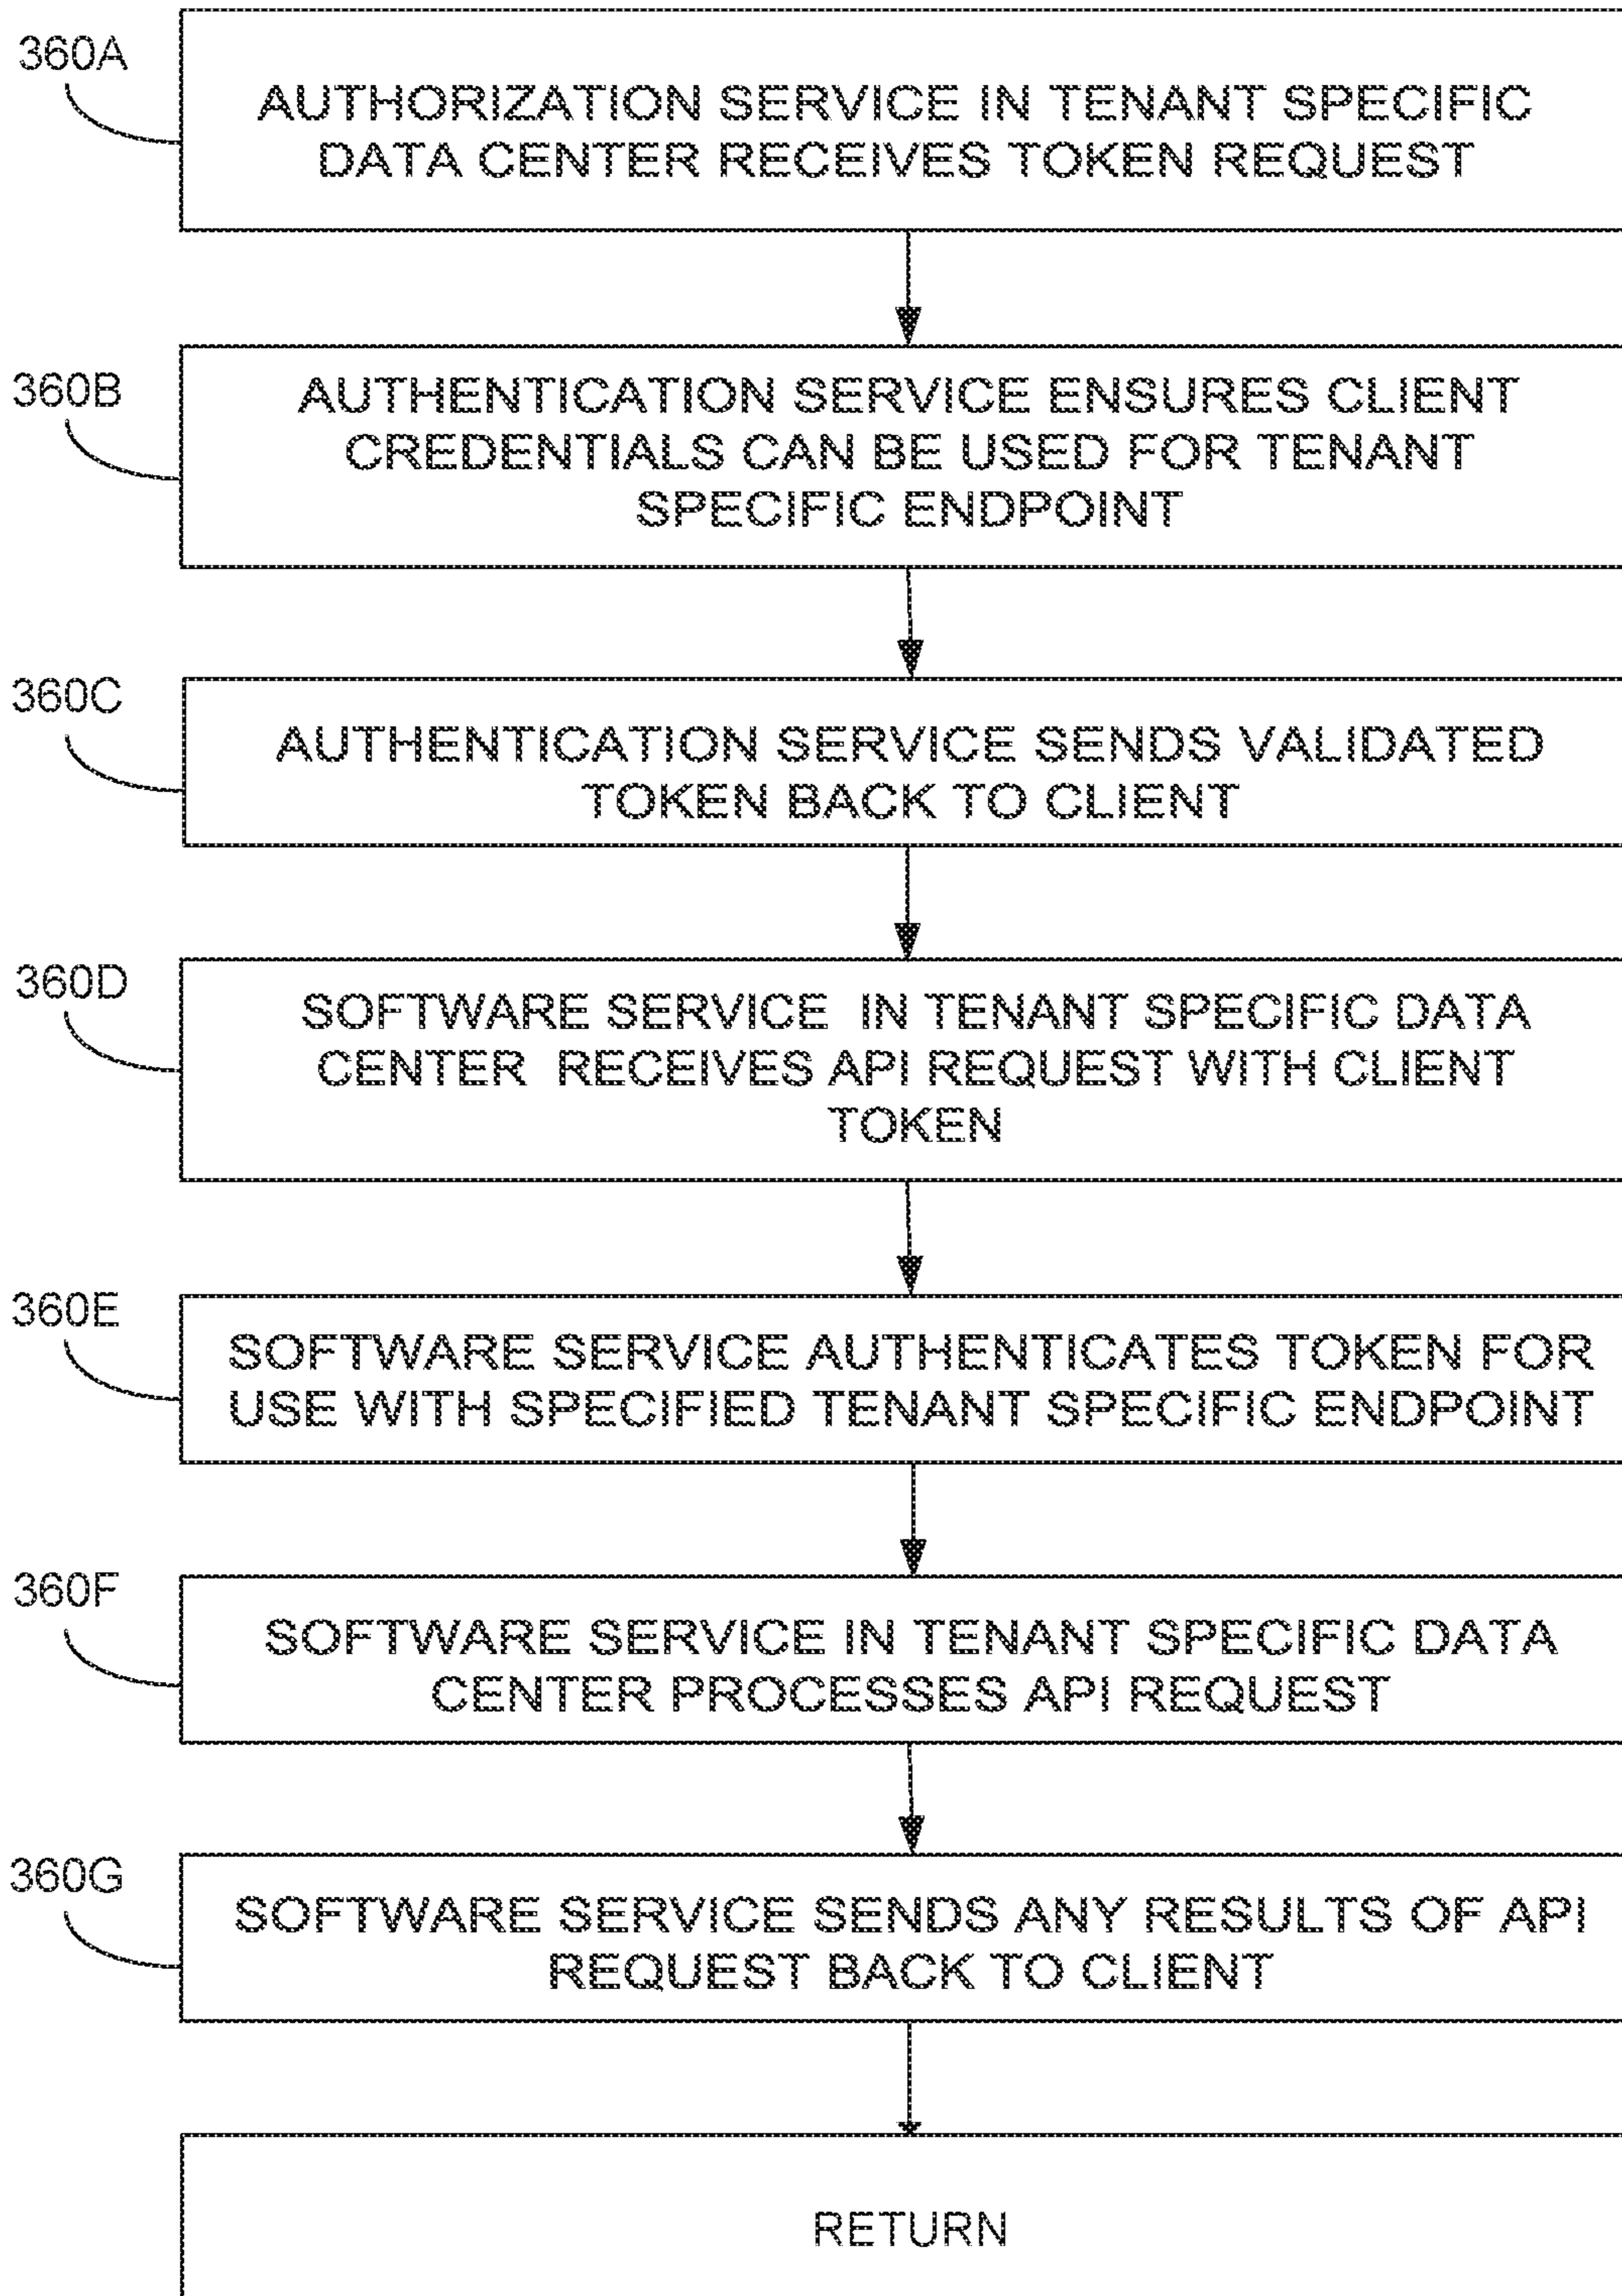 360A
AUTHORIZATION SERVICE IN TENANT SPECIFIC
DATA CENTER RECEIVES TOKEN REQUEST
360B
AUTHENTICATION SERVICE ENSURES CLIENT
CREDENTIALS CAN BE USED FOR TENANT
SPECIFIC ENDPOINT
360C
AUTHENTICATION SERVICE SENDS VALIDATED
TOKEN BACK TO CLIENT
360D
SOFTWARE SERVICE IN TENANT SPECIFIC DATA
CENTER RECEIVES API REQUEST WITH CLIENT
TOKEN
360E
SOFTWARE SERVICE AUTHENTICATES TOKEN FOR
USE WITH SPECIFIED TENANT SPECIFIC ENDPOINT
360F
SOFTWARE SERVICE IN TENANT SPECIFIC DATA
CENTER PROCESSES API REQUEST
360G
SOFTWARE SERVICE SENDS ANY RESULTS OF API
REQUEST BACK TO CLIENT
RETURN